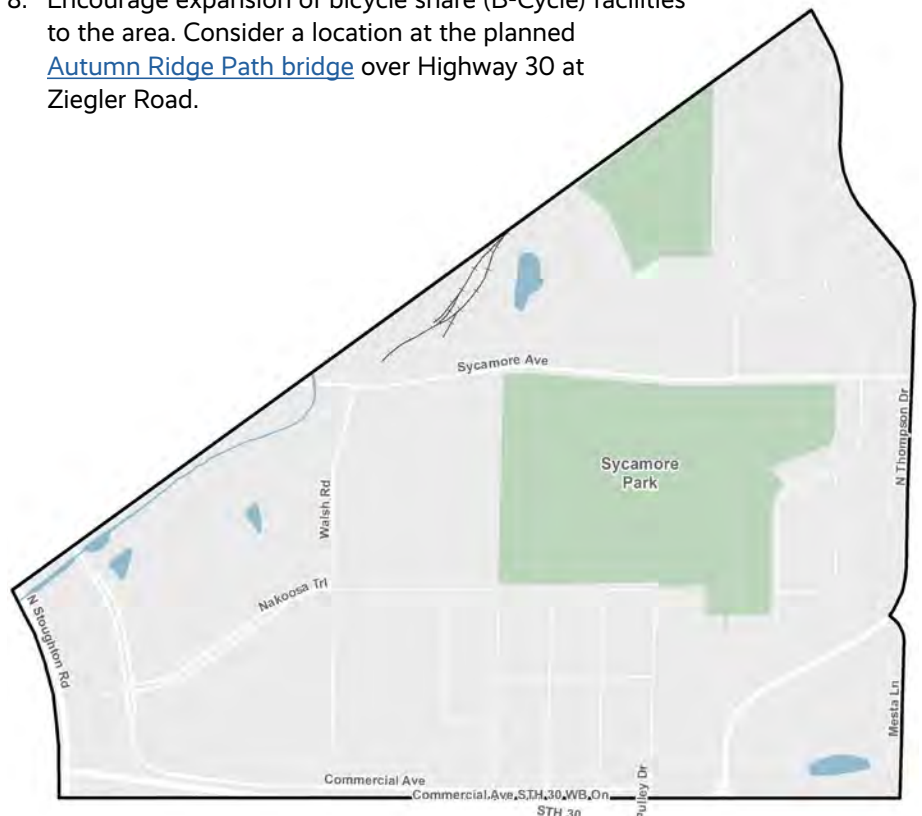 8. Encourage expansion of bicycle share (B-Cycle) facilities
to the area. Consider a location at the planned
Autumn Ridge Path bridge over Highway 30 at
Ziegler Road.
Sycamore Ave
N Thompson Dr
Sycamore
Park
Walsh Rd
Nakoosa Trl
N Stoughton Rd
Mesta Ln
Commercial Ave
Commercial Ave STH 30 WB On
Pulley Dr
STH 30